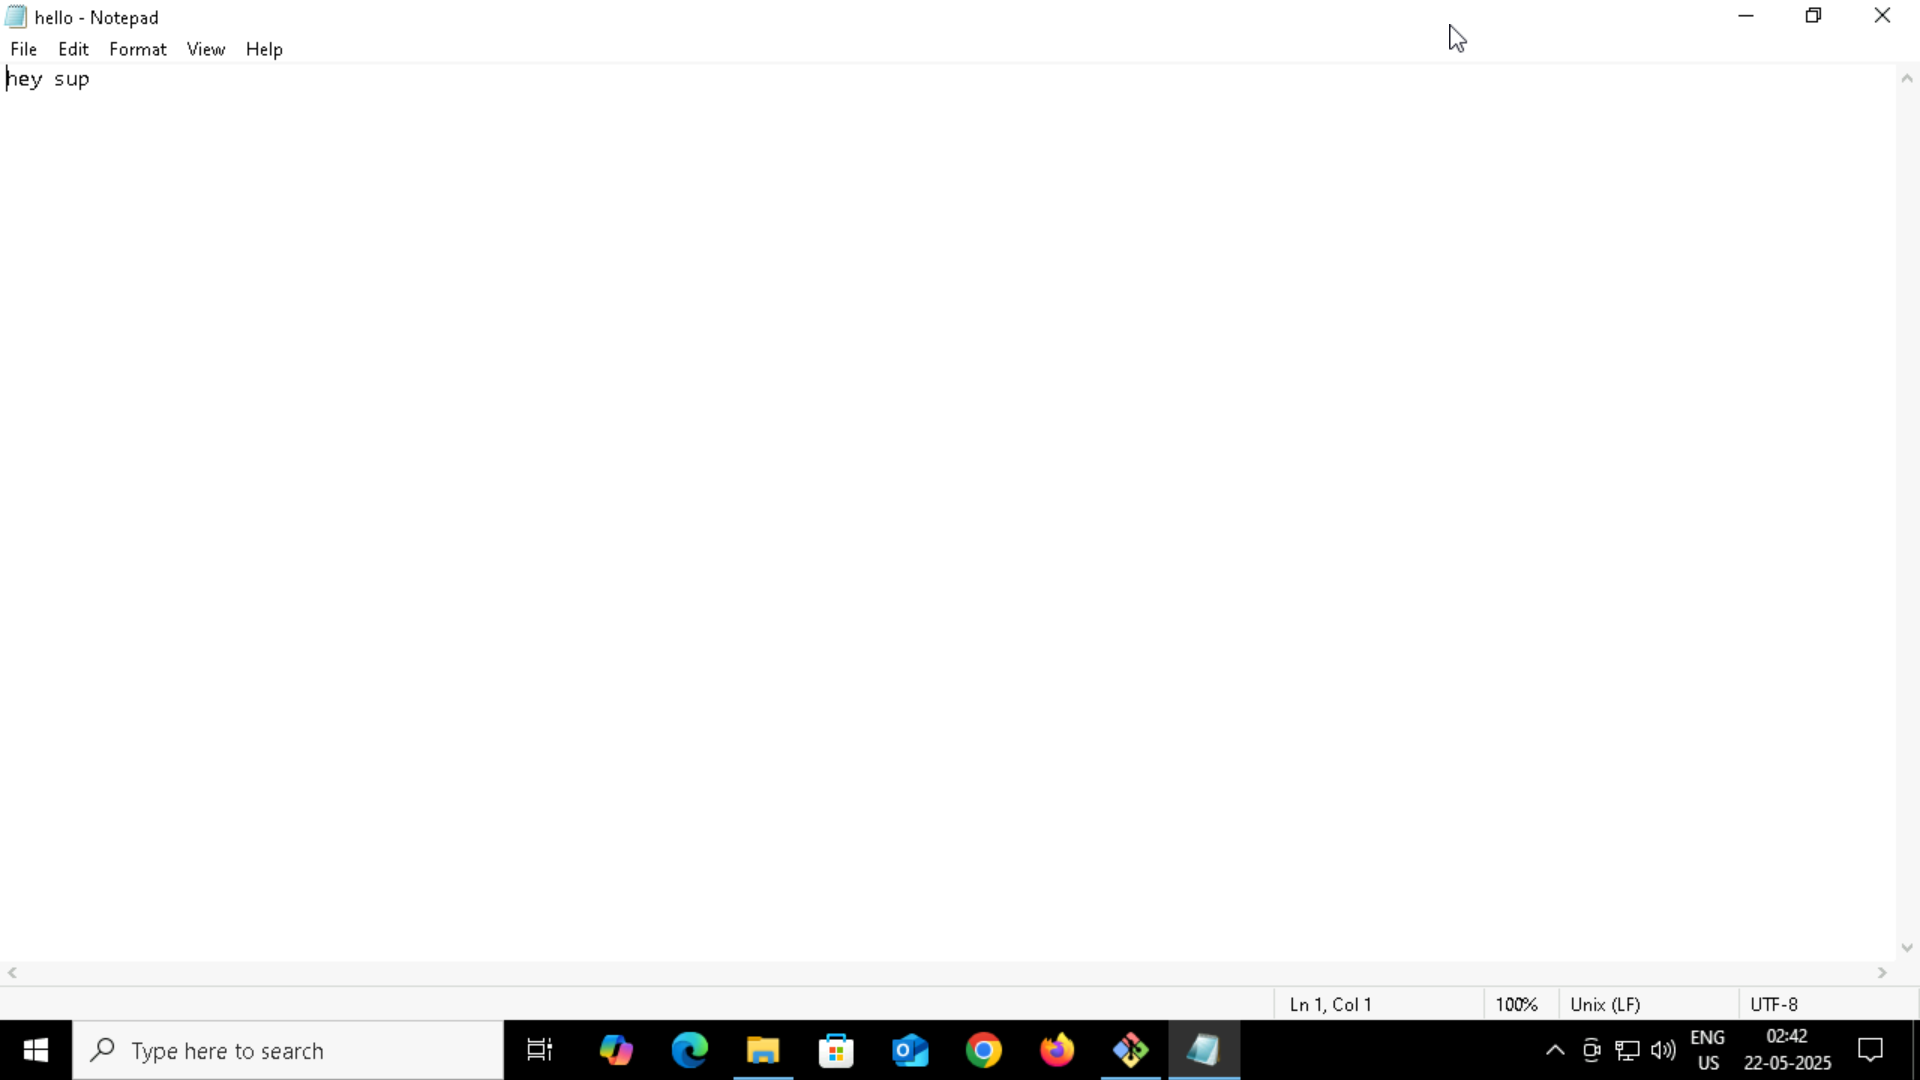 hello - Notepad
File Edit Format View Help
hey sup
Ln 1, Col 1 100% Unix (LF) UTF-8
Type here to search
ENG 02:42
US 22-05-2025